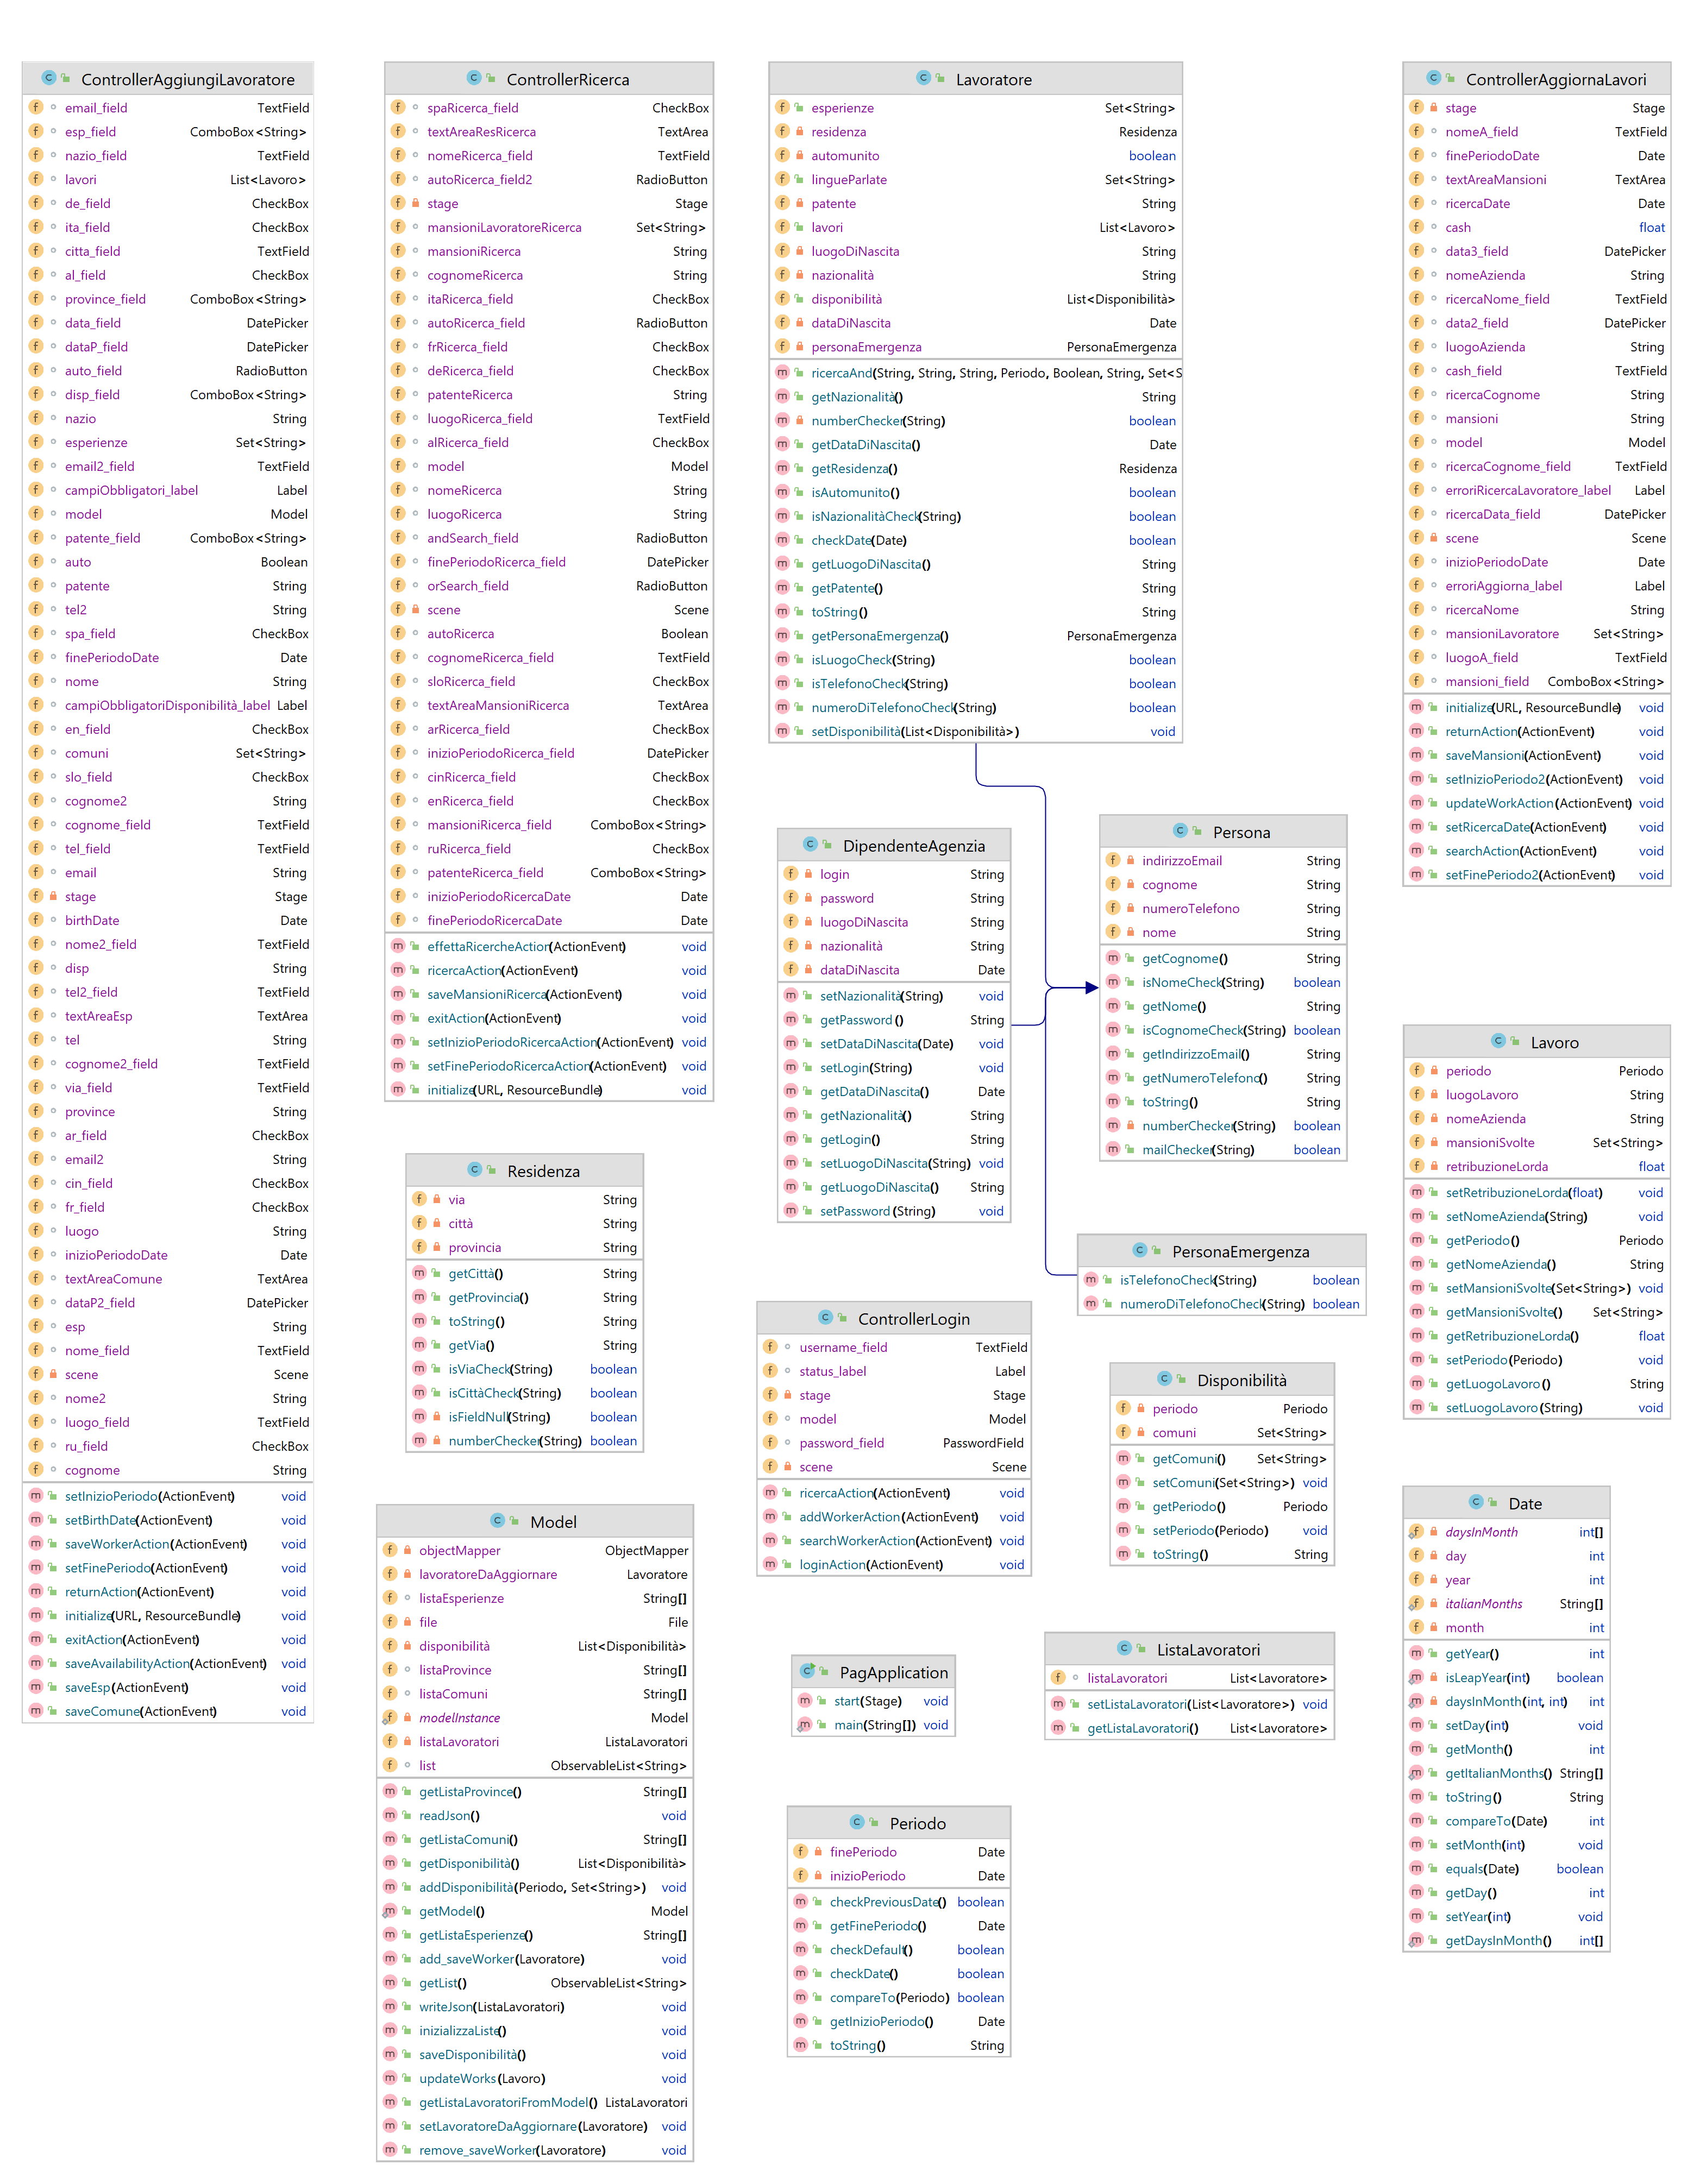 ControllerAggiungiLavoratore
email_field TextField
esp_field ComboBox<String>
nazio_field TextField
lavori List<Lavoro>
de_field CheckBox
ita_field CheckBox
citta_field TextField
al_field CheckBox
province_field ComboBox<String>
data_field DatePicker
dataP_field DatePicker
auto_field RadioButton
disp_field ComboBox<String>
nazio String
esperienze Set<String>
email2_field TextField
campiObbligatori_label Label
model Model
patente_field ComboBox<String>
auto Boolean
patente String
tel2 String
spa_field CheckBox
finePeriodoDate Date
nome String
campiObbligatoriDisponibilità_label Label
en_field CheckBox
comuni Set<String>
slo_field CheckBox
cognome2 String
cognome_field TextField
tel_field TextField
email String
stage Stage
birthDate Date
nome2_field TextField
disp String
tel2_field TextField
textAreaEsp TextArea
tel String
cognome2_field TextField
via_field TextField
province String
ar_field CheckBox
email2 String
cin_field CheckBox
fr_field CheckBox
luogo String
inizioPeriodoDate Date
textAreaComune TextArea
dataP2_field DatePicker
esp String
nome_field TextField
scene Scene
nome2 String
luogo_field TextField
ru_field CheckBox
cognome String
setInizioPeriodo(ActionEvent) void
setBirthDate(ActionEvent) void
saveWorkerAction(ActionEvent) void
setFinePeriodo(ActionEvent) void
returnAction(ActionEvent) void
initialize(URL, ResourceBundle) void
exitAction(ActionEvent) void
saveAvailabilityAction(ActionEvent) void
saveEsp(ActionEvent) void
saveComune(ActionEvent) void
ControllerRicerca
spaRicerca_field CheckBox
textAreaResRicerca TextArea
nomeRicerca_field TextField
autoRicerca_field2 RadioButton
stage Stage
mansioniLavoratoreRicerca Set<String>
mansioniRicerca String
cognomeRicerca String
itaRicerca_field CheckBox
autoRicerca_field RadioButton
frRicerca_field CheckBox
deRicerca_field CheckBox
patenteRicerca String
luogoRicerca_field TextField
alRicerca_field CheckBox
model Model
nomeRicerca String
luogoRicerca String
andSearch_field RadioButton
finePeriodoRicerca_field DatePicker
orSearch_field RadioButton
scene Scene
autoRicerca Boolean
cognomeRicerca_field TextField
sloRicerca_field CheckBox
textAreaMansioniRicerca TextArea
arRicerca_field CheckBox
inizioPeriodoRicerca_field DatePicker
cinRicerca_field CheckBox
enRicerca_field CheckBox
mansioniRicerca_field ComboBox<String>
ruRicerca_field CheckBox
patenteRicerca_field ComboBox<String>
inizioPeriodoRicercaDate Date
finePeriodoRicercaDate Date
effettaRicercheAction(ActionEvent) void
ricercaAction(ActionEvent) void
saveMansioniRicerca(ActionEvent) void
exitAction(ActionEvent) void
setInizioPeriodoRicercaAction(ActionEvent) void
setFinePeriodoRicercaAction(ActionEvent) void
initialize(URL, ResourceBundle) void
Residenza
via String
città String
provincia String
getCittà() String
getProvincia() String
toString() String
getVia() String
isViaCheck(String) boolean
isCittàCheck(String) boolean
isFieldNull(String) boolean
numberChecker(String) boolean
Model
objectMapper ObjectMapper
lavoratoreDaAggiornare Lavoratore
listaEsperienze String[]
file File
disponibilità List<Disponibilità>
listaProvince String[]
listaComuni String[]
modelInstance Model
listaLavoratori ListaLavoratori
list ObservableList<String>
getListaProvince() String[]
readJson() void
getListaComuni() String[]
getDisponibilità() List<Disponibilità>
addDisponibilità(Periodo, Set<String>) void
getModel() Model
getListaEsperienze() String[]
add_saveWorker(Lavoratore) void
getList() ObservableList<String>
writeJson(ListaLavoratori) void
inizializzaListe() void
saveDisponibilità() void
updateWorks(Lavoro) void
getListaLavoratoriFromModel() ListaLavoratori
setLavoratoreDaAggiornare(Lavoratore) void
remove_saveWorker(Lavoratore) void
Lavoratore
esperienze Set<String>
residenza Residenza
automunito boolean
lingueParlate Set<String>
patente String
lavori List<Lavoro>
luogoDiNascita String
nazionalità String
disponibilità List<Disponibilità>
dataDiNascita Date
personaEmergenza PersonaEmergenza
ricercaAnd(String, String, String, Periodo, Boolean, String, Set<S
getNazionalità() String
numberChecker(String) boolean
getDataDiNascita() Date
getResidenza() Residenza
isAutomunito() boolean
isNazionalitàCheck(String) boolean
checkDate(Date) boolean
getLuogoDiNascita() String
getPatente() String
toString() String
getPersonaEmergenza() PersonaEmergenza
isLuogoCheck(String) boolean
isTelefonoCheck(String) boolean
numeroDiTelefonoCheck(String) boolean
setDisponibilità(List<Disponibilità>) void
DipendenteAgenzia
login String
password String
luogoDiNascita String
nazionalità String
dataDiNascita Date
setNazionalità(String) void
getPassword() String
setDataDiNascita(Date) void
setLogin(String) void
getDataDiNascita() Date
getNazionalità() String
getLogin() String
setLuogoDiNascita(String) void
getLuogoDiNascita() String
setPassword(String) void
Persona
indirizzoEmail String
cognome String
numeroTelefono String
nome String
getCognome() String
isNomeCheck(String) boolean
getNome() String
isCognomeCheck(String) boolean
getIndirizzoEmail() String
getNumeroTelefono() String
toString() String
numberChecker(String) boolean
mailChecker(String) boolean
PersonaEmergenza
isTelefonoCheck(String) boolean
numeroDiTelefonoCheck(String) boolean
ControllerLogin
username_field TextField
status_label Label
stage Stage
model Model
password_field PasswordField
scene Scene
ricercaAction(ActionEvent) void
addWorkerAction(ActionEvent) void
searchWorkerAction(ActionEvent) void
loginAction(ActionEvent) void
Disponibilità
periodo Periodo
comuni Set<String>
getComuni() Set<String>
setComuni(Set<String>) void
getPeriodo() Periodo
setPeriodo(Periodo) void
toString() String
PagApplication
start(Stage) void
main(String[]) void
ListaLavoratori
listaLavoratori List<Lavoratore>
setListaLavoratori(List<Lavoratore>) void
getListaLavoratori() List<Lavoratore>
Periodo
finePeriodo Date
inizioPeriodo Date
checkPreviousDate() boolean
getFinePeriodo() Date
checkDefault() boolean
checkDate() boolean
compareTo(Periodo) boolean
getInizioPeriodo() Date
toString() String
ControllerAggiornaLavori
stage Stage
nomeA_field TextField
finePeriodoDate Date
textAreaMansioni TextArea
ricercaDate Date
cash float
data3_field DatePicker
nomeAzienda String
ricercaNome_field TextField
data2_field DatePicker
luogoAzienda String
cash_field TextField
ricercaCognome String
mansioni String
model Model
ricercaCognome_field TextField
erroriRicercaLavoratore_label Label
ricercaData_field DatePicker
scene Scene
inizioPeriodoDate Date
erroriAggiorna_label Label
ricercaNome String
mansioniLavoratore Set<String>
luogoA_field TextField
mansioni_field ComboBox<String>
initialize(URL, ResourceBundle) void
returnAction(ActionEvent) void
saveMansioni(ActionEvent) void
setInizioPeriodo2(ActionEvent) void
updateWorkAction(ActionEvent) void
setRicercaDate(ActionEvent) void
searchAction(ActionEvent) void
setFinePeriodo2(ActionEvent) void
Lavoro
periodo Periodo
luogoLavoro String
nomeAzienda String
mansioniSvolte Set<String>
retribuzioneLorda float
setRetribuzioneLorda(float) void
setNomeAzienda(String) void
getPeriodo() Periodo
getNomeAzienda() String
setMansioniSvolte(Set<String>) void
getMansioniSvolte() Set<String>
getRetribuzioneLorda() float
setPeriodo(Periodo) void
getLuogoLavoro() String
setLuogoLavoro(String) void
Date
daysInMonth int[]
day int
year int
italianMonths String[]
month int
getYear() int
isLeapYear(int) boolean
daysInMonth(int, int) int
setDay(int) void
getMonth() int
getItalianMonths() String[]
toString() String
compareTo(Date) int
setMonth(int) void
equals(Date) boolean
getDay() int
setYear(int) void
getDaysInMonth() int[]